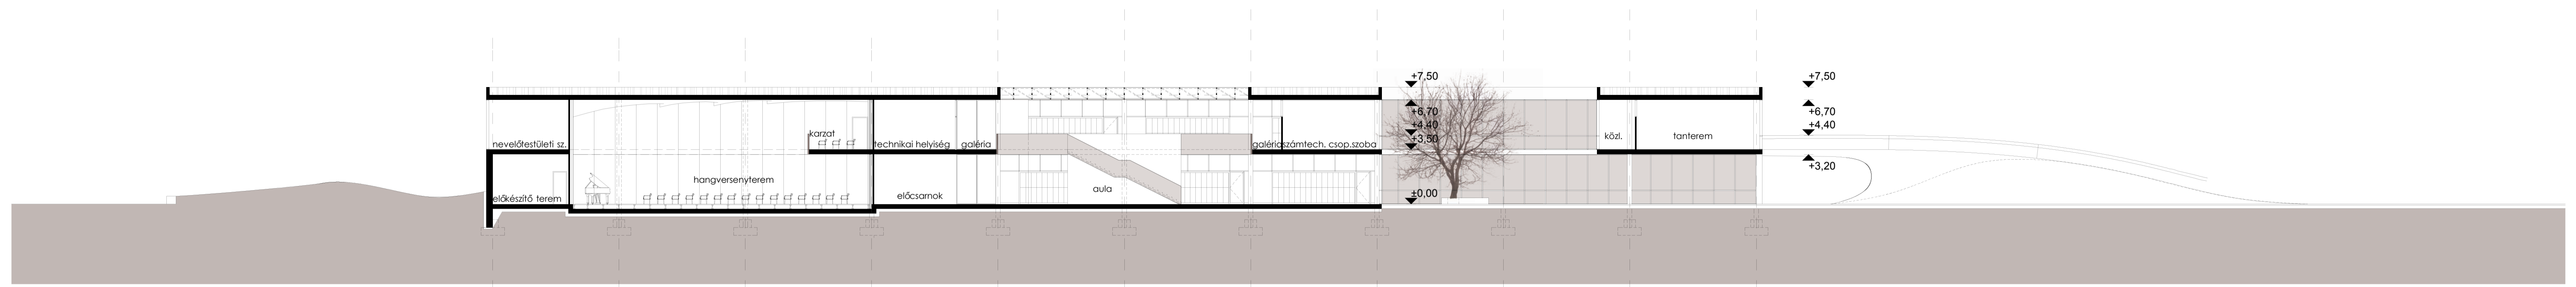 +7,50
+7,50
+6,70
+6,70
+4,40
+4,40
karzat
közl.
tanterem
+3,50
nevelőtestületi sz.
technikai helyiség
galéria
galéria
számtech. csop.szoba
+3,20
hangversenyterem
aula
±0,00
előcsarnok
előkészítő terem